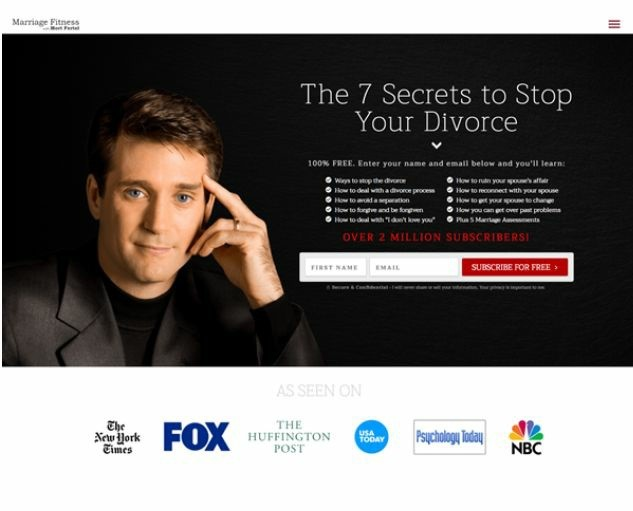 Marriage Fitness
with Mort Fertel
The 7 Secrets to Stop
Your Divorce
100% FREE. Enter your name and email below and you'll learn:
Ways to stop the divorce
How to deal with a divorce process
How to avoid a separation
How to forgive and be forgiven
How to deal with "I don't love you"
How to ruin your spouse's affair
How to reconnect with your spouse
How to get your spouse to change
How you can get over past problems
Plus 5 Marriage Assessments
OVER 2 MILLION SUBSCRIBERS!
FIRST NAME
EMAIL
SUBSCRIBE FOR FREE ›
Secure & Confidential - I will never share or sell your information. Your privacy is important to me.
AS SEEN ON
The
New York
Times
FOX
THE
HUFFINGTON
POST
USA
TODAY
Psychology Today
NBC